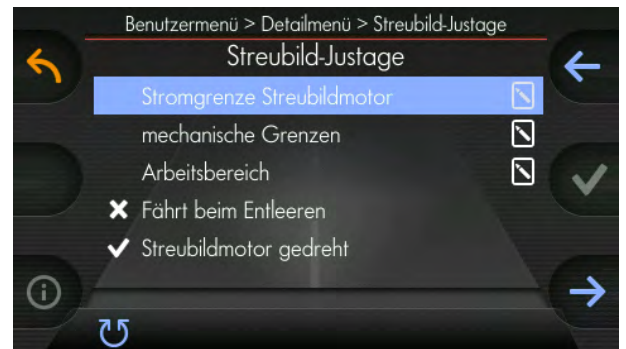 Benutzermenü > Detailmenü > Streubild-Justage
Streubild-Justage
Stromgrenze Streubildmotor
mechanische Grenzen
Arbeitsbereich
Fährt beim Entleeren
Streubildmotor gedreht